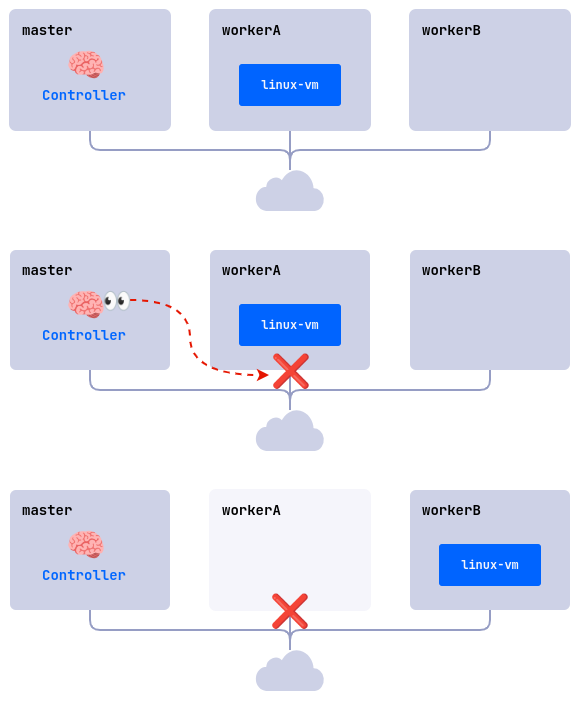 master
workerA
workerB
linux-vm
Controller
master
workerA
workerB
linux-vm
Controller
master
workerA
workerB
linux-vm
Controller